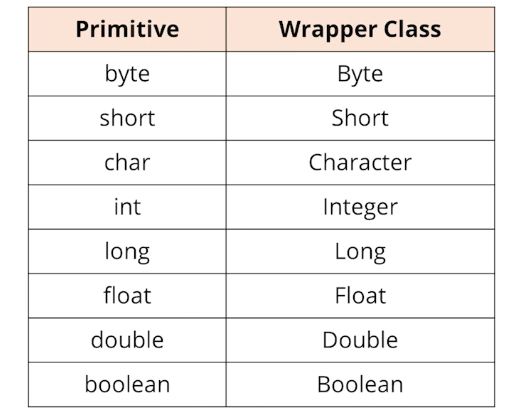 Primitive Wrapper Class
byte Byte
short Short
char Character
int Integer
long Long
float Float
double Double
boolean Boolean